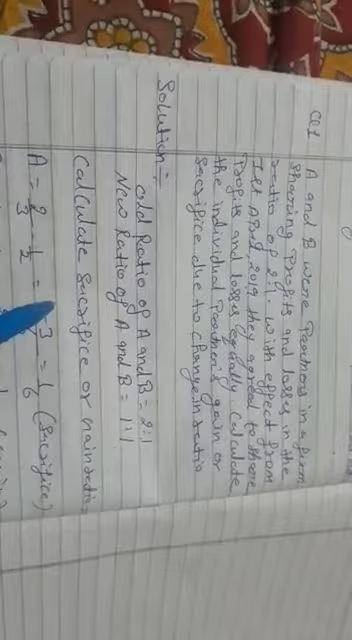 Q1 A and B were Partners in a firm
sharing Profits and losses in the
ratio of 2:1. with effect from
1st April, 2019 they agreed to share
Profits and losses equally Calculate
the individual Partner's gain or
Sacrifice due to change in ratio
Solution:-
Old Ratio of A and B = 2:1
New Ratio of A and B = 1:1
Calculate Sacrifice or Gain ratio
A = 2/3 - 1/2 = 3 = 1/6 (Sacrifice)